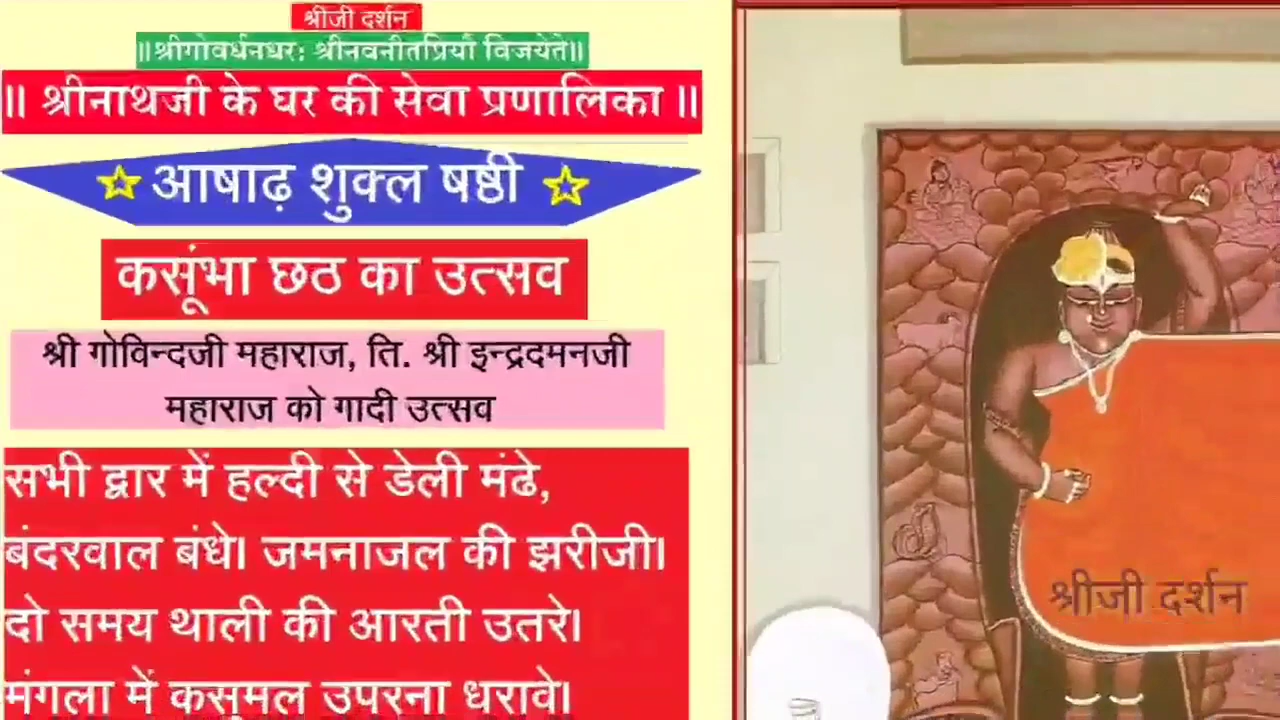 श्रीजी दर्शन
॥श्रीगोवर्धनधर: श्रीनवनीतप्रियौ विजयेते॥
॥ श्रीनाथजी के घर की सेवा प्रणालिका ॥
आषाढ़ शुक्ल षष्ठी
कसूंभा छठ का उत्सव
श्री गोविन्दजी महाराज, ति. श्री इन्द्रदमनजी
महाराज को गादी उत्सव
सभी द्वार में हल्दी से डेली मंढे,
बंदरवाल बंधे। जमनाजल की झरीजी।
दो समय थाली की आरती उतरे।
मंगला में कसूमल उपरना धरावे।
श्रीजी दर्शन